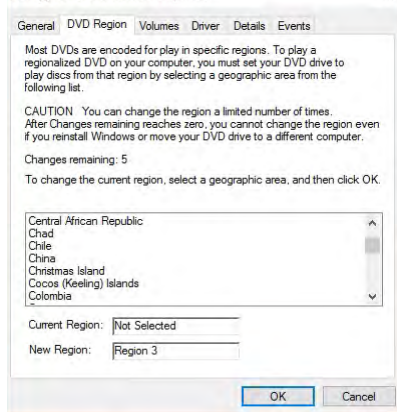 General DVD Region Volumes Driver Details Events
Most DVDs are encoded for play in specific regions. To play a
regionalized DVD on your computer, you must set your DVD drive to
play discs from that region by selecting a geographic area from the
following list.
CAUTION You can change the region a limited number of times.
After Changes remaining reaches zero, you cannot change the region even
if you reinstall Windows or move your DVD drive to a different computer.
Changes remaining: 5
To change the current region, select a geographic area, and then click OK.
Central African Republic
Chad
Chile
China
Christmas Island
Cocos (Keeling) Islands
Colombia
Current Region: Not Selected
New Region: Region 3
OK Cancel